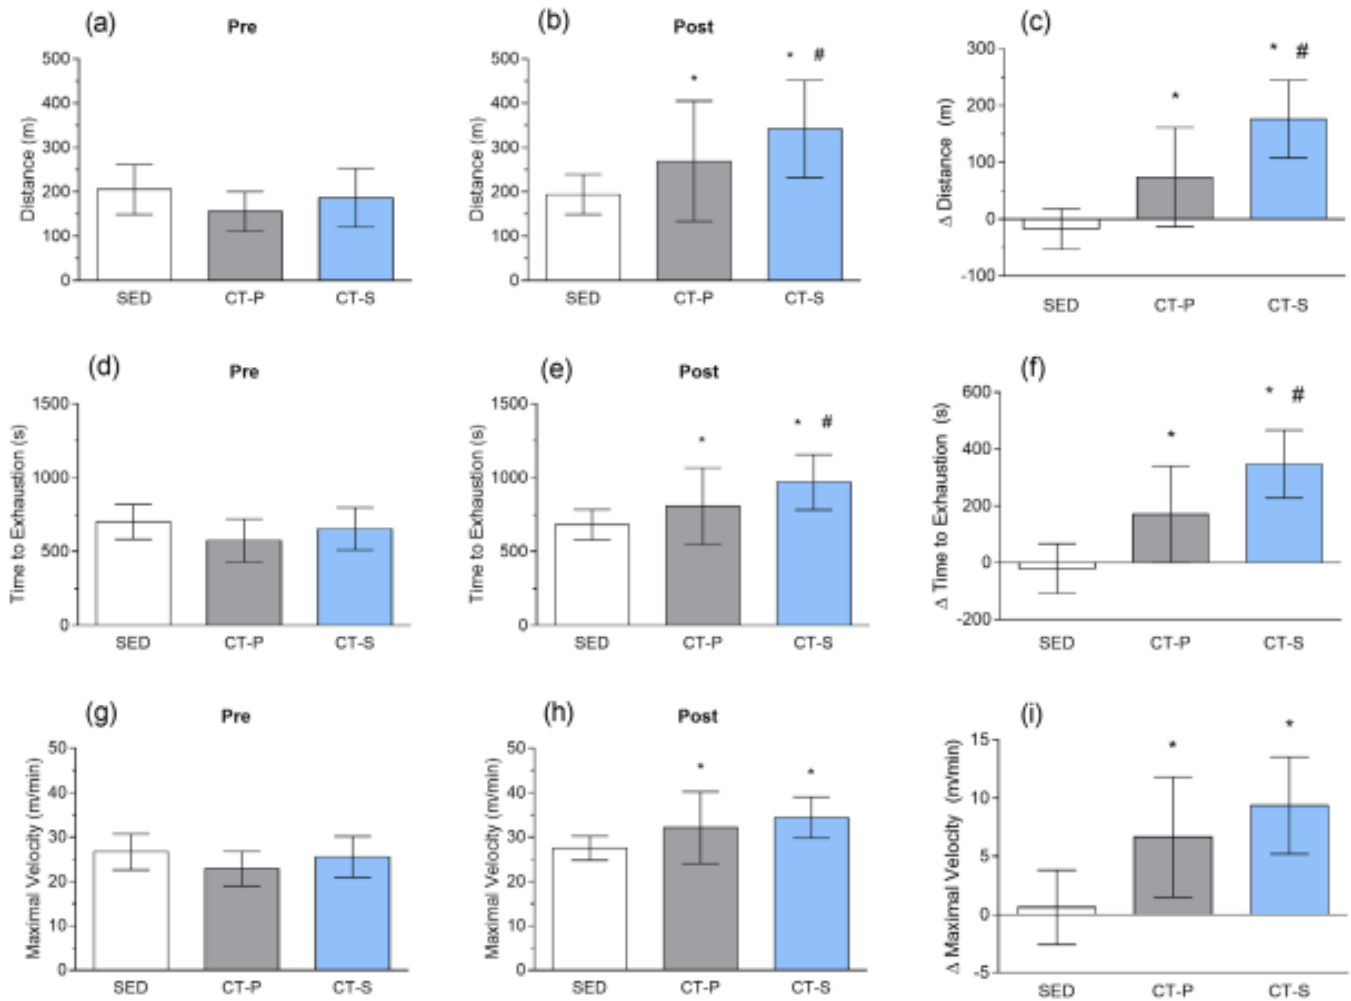 (a) Pre
Distance (m)
500
400
300
200
100
0
SED CT-P CT-S
(b) Post
Distance (m)
500
400
300
200
100
0
*
* #
SED CT-P CT-S
(c)
Δ Distance (m)
300
200
100
0
-100
*
* #
SED CT-P CT-S
(d) Pre
Time to Exhaustion (s)
1500
1000
500
0
SED CT-P CT-S
(e) Post
Time to Exhaustion (s)
1500
1000
500
0
*
* #
SED CT-P CT-S
(f)
Δ Time to Exhaustion (s)
600
400
200
0
-200
*
* #
SED CT-P CT-S
(g) Pre
Maximal Velocity (m/min)
50
40
30
20
10
0
SED CT-P CT-S
(h) Post
Maximal Velocity (m/min)
50
40
30
20
10
0
* *
SED CT-P CT-S
(i)
Δ Maximal Velocity (m/min)
15
10
5
0
-5
*
*
SED CT-P CT-S